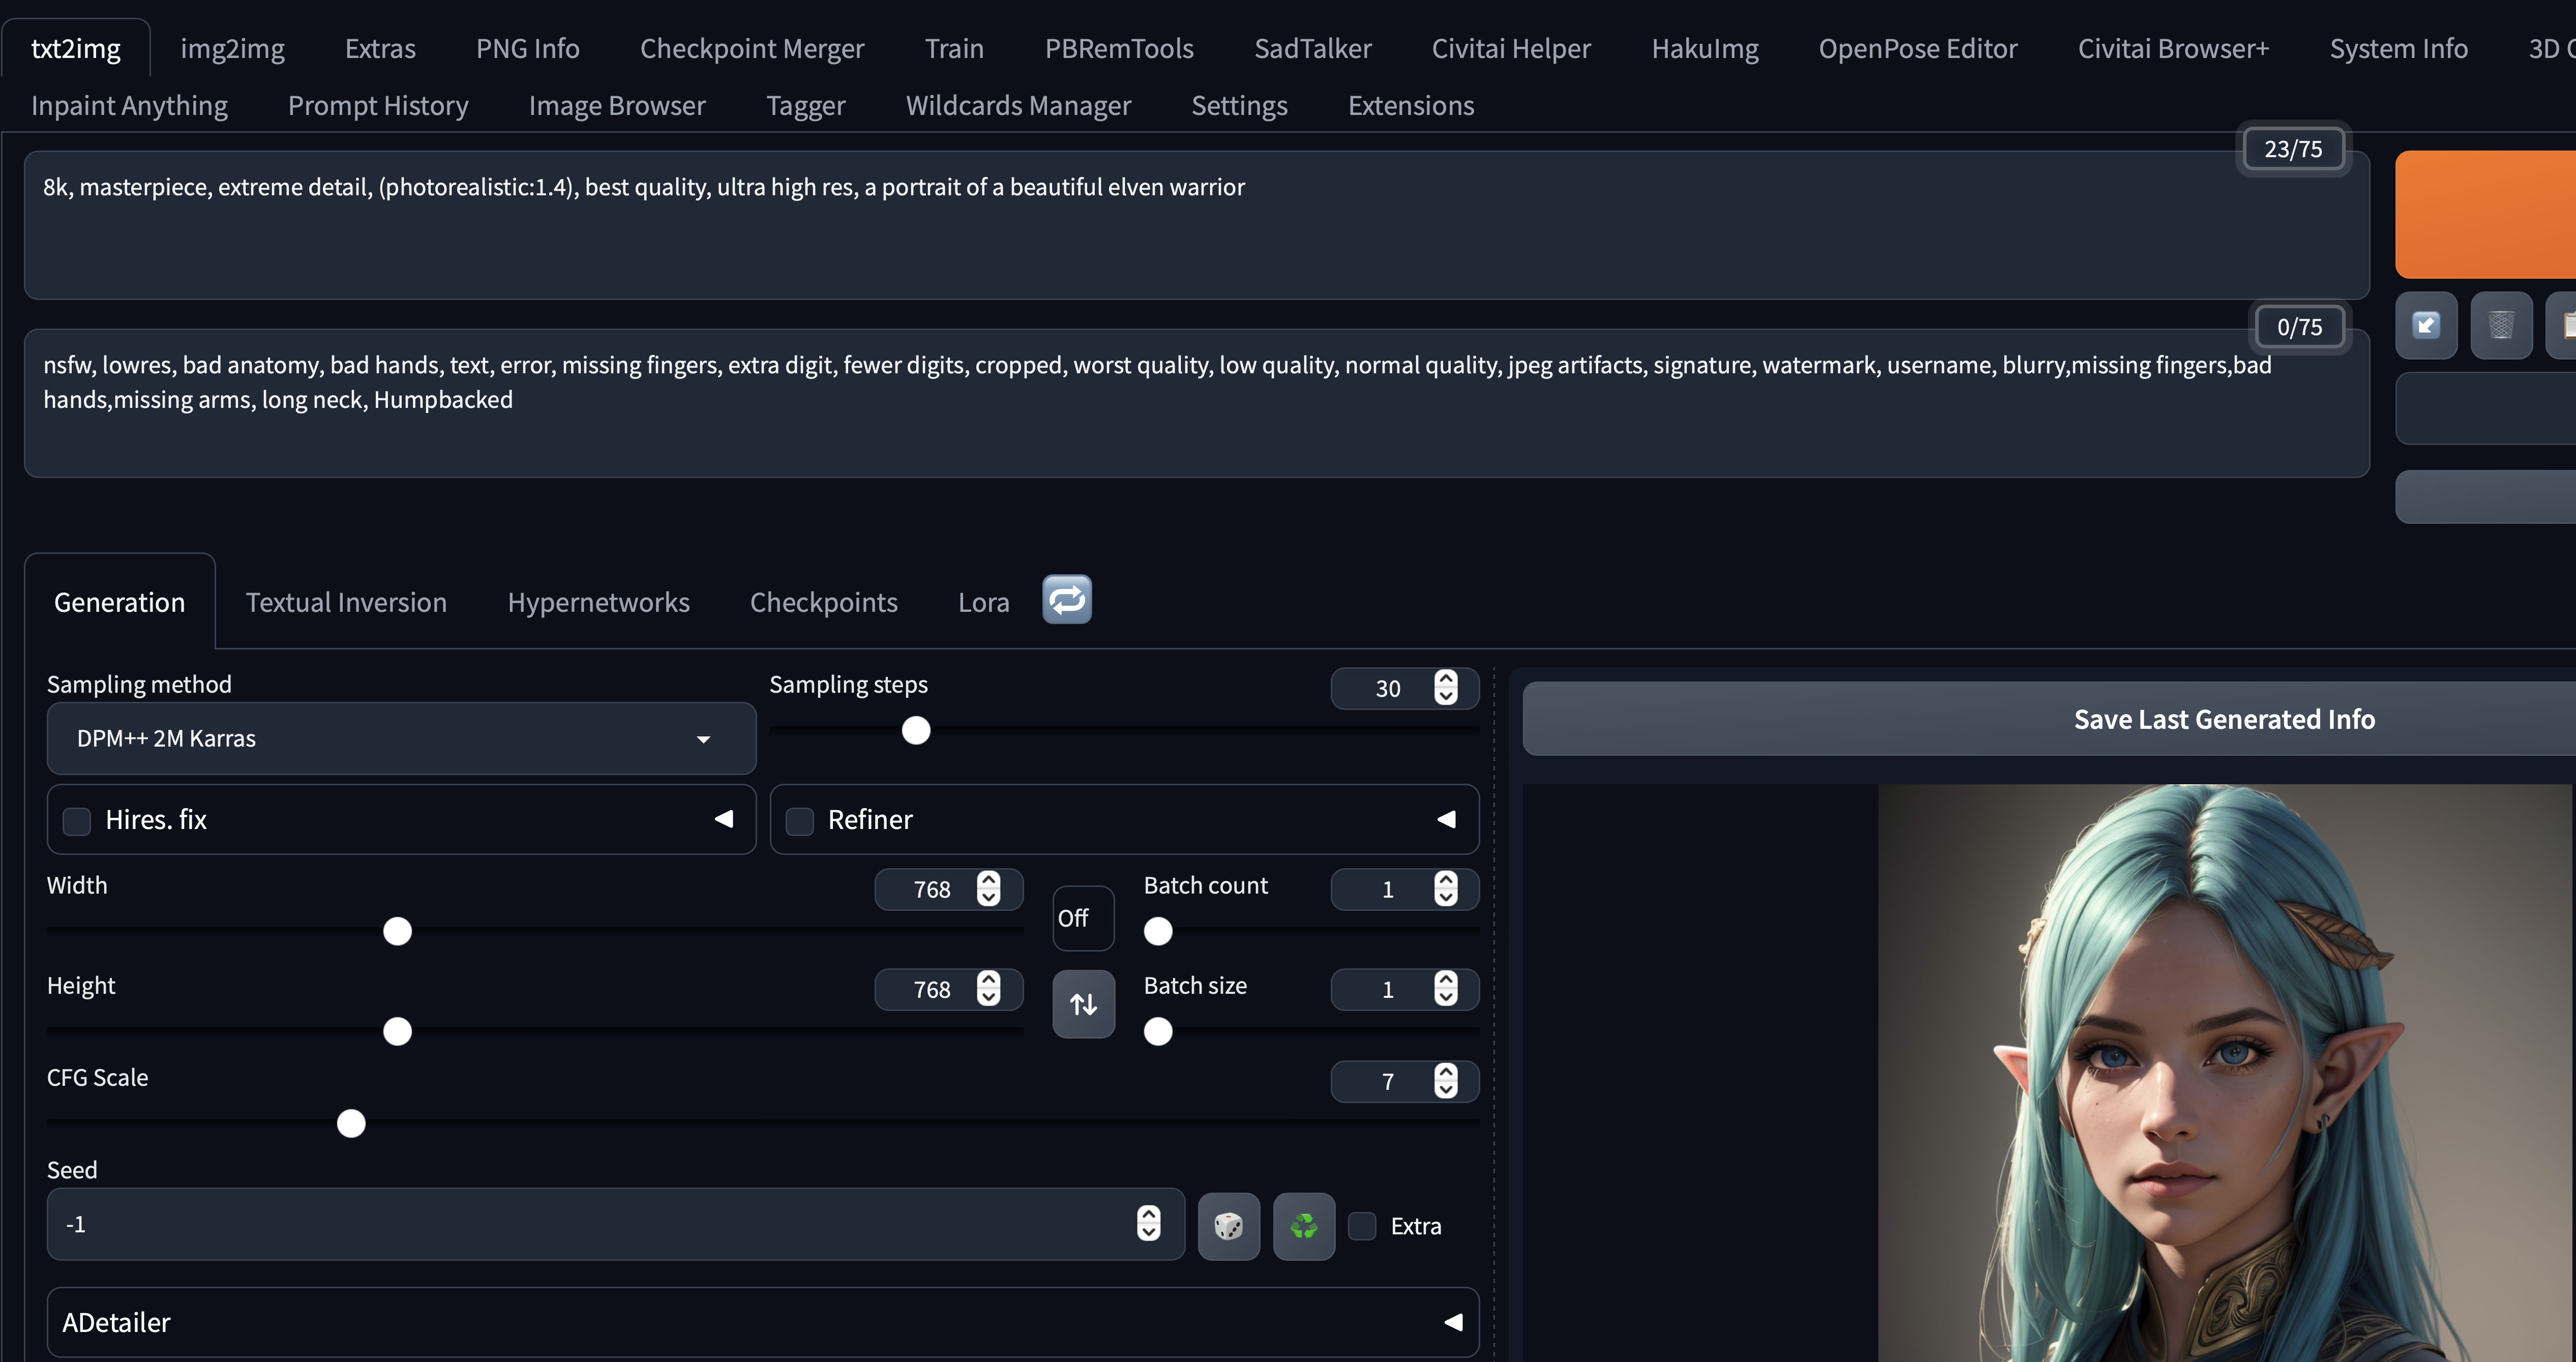 txt2img img2img Extras PNG Info Checkpoint Merger Train PBRemTools SadTalker Civitai Helper HakuImg OpenPose Editor Civitai Browser+ System Info 3D
Inpaint Anything Prompt History Image Browser Tagger Wildcards Manager Settings Extensions
23/75
8k, masterpiece, extreme detail, (photorealistic:1.4), best quality, ultra high res, a portrait of a beautiful elven warrior
0/75
nsfw, lowres, bad anatomy, bad hands, text, error, missing fingers, extra digit, fewer digits, cropped, worst quality, low quality, normal quality, jpeg artifacts, signature, watermark, username, blurry,missing fingers,bad
hands,missing arms, long neck, Humpbacked
Generation Textual Inversion Hypernetworks Checkpoints Lora
Sampling method
DPM++ 2M Karras
Sampling steps 30
Save Last Generated Info
Hires. fix
Refiner
Width 768
Off
Batch count 1
Height 768
Batch size 1
CFG Scale 7
Seed
-1
Extra
ADetailer